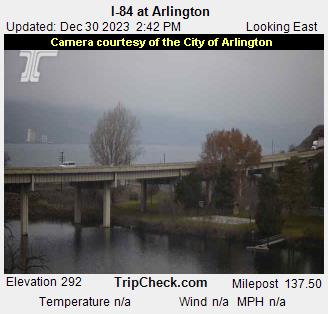 I-84 at Arlington
Updated: Dec 30 2023 2:42 PM Looking East
Camera courtesy of the City of Arlington
Elevation 292 TripCheck.com Milepost 137.50
Temperature n/a Wind n/a MPH n/a